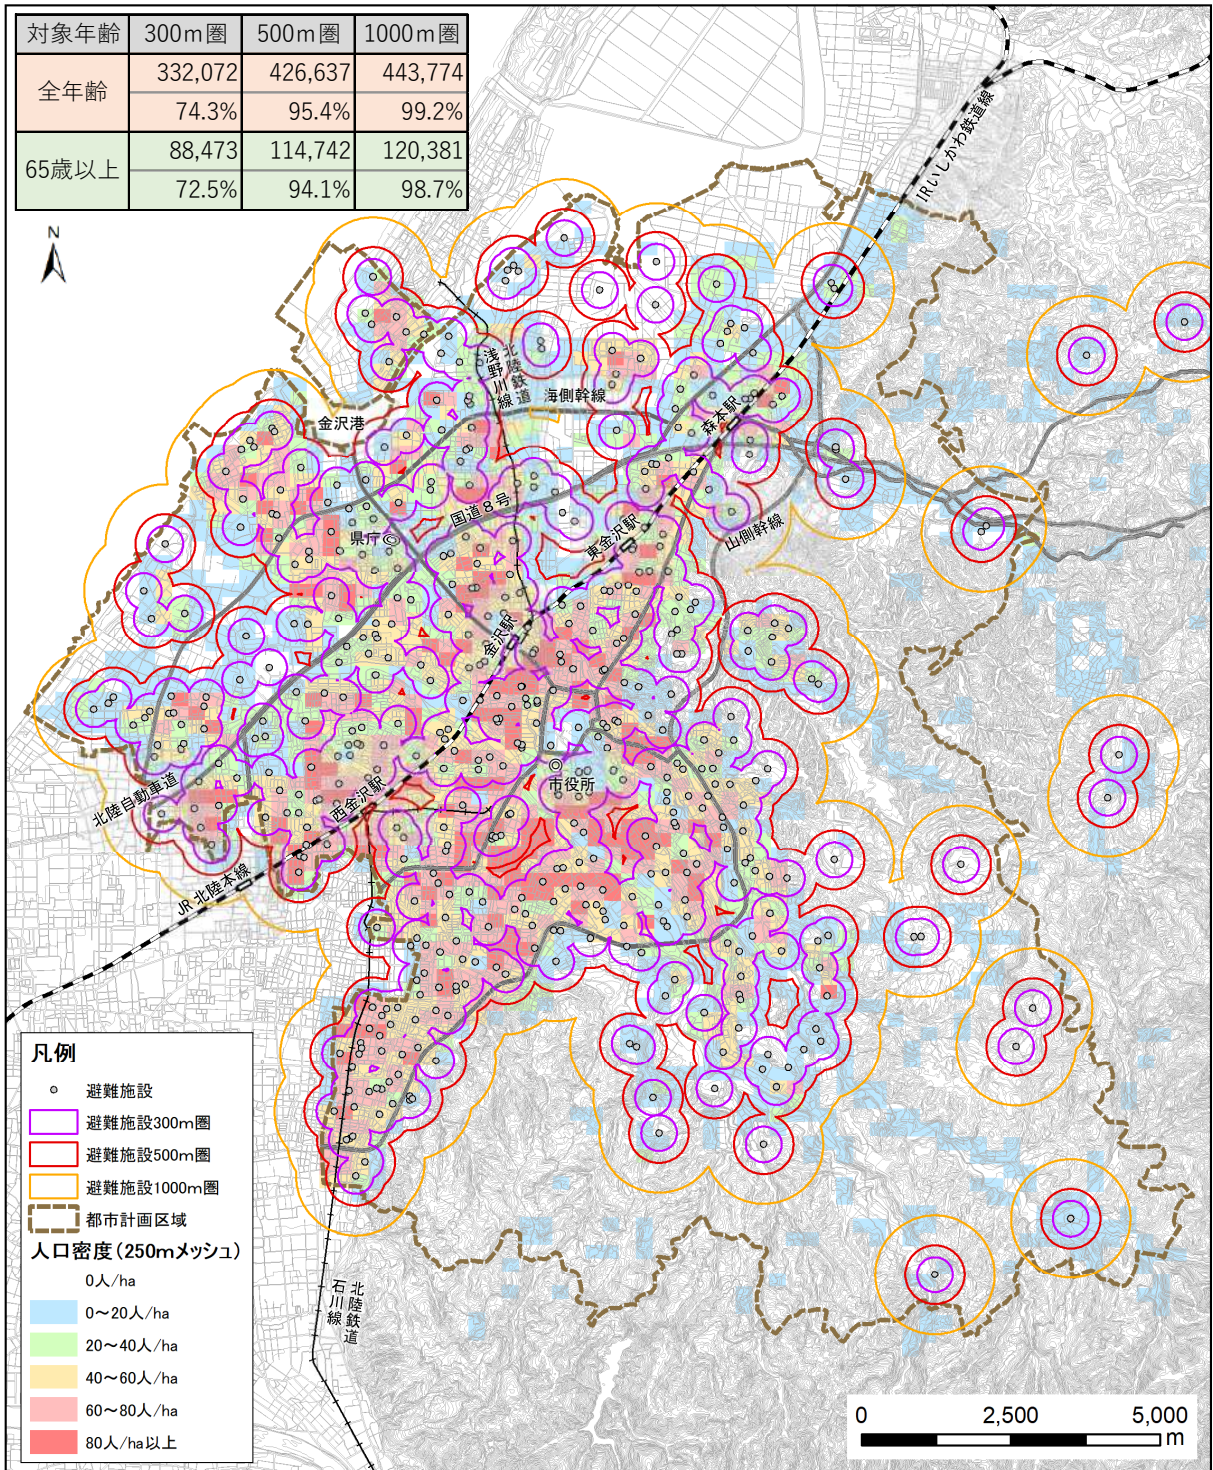 対象年齢 300m圏 500m圏 1000m圏
全年齢 332,072 426,637 443,774
74.3% 95.4% 99.2%
65歳以上 88,473 114,742 120,381
72.5% 94.1% 98.7%
N
IRいしかわ鉄道線
北陸鉄道
浅野川線
海側幹線
金沢港
森本駅
国道8号
県庁
東金沢駅
山側幹線
金沢駅
市役所
西金沢駅
北陸自動車道
JR北陸本線
北陸鉄道
石川線
凡例
避難施設
避難施設300m圏
避難施設500m圏
避難施設1000m圏
都市計画区域
人口密度(250mメッシュ)
0人/ha
0~20人/ha
20~40人/ha
40~60人/ha
60~80人/ha
80人/ha以上
0 2,500 5,000
m